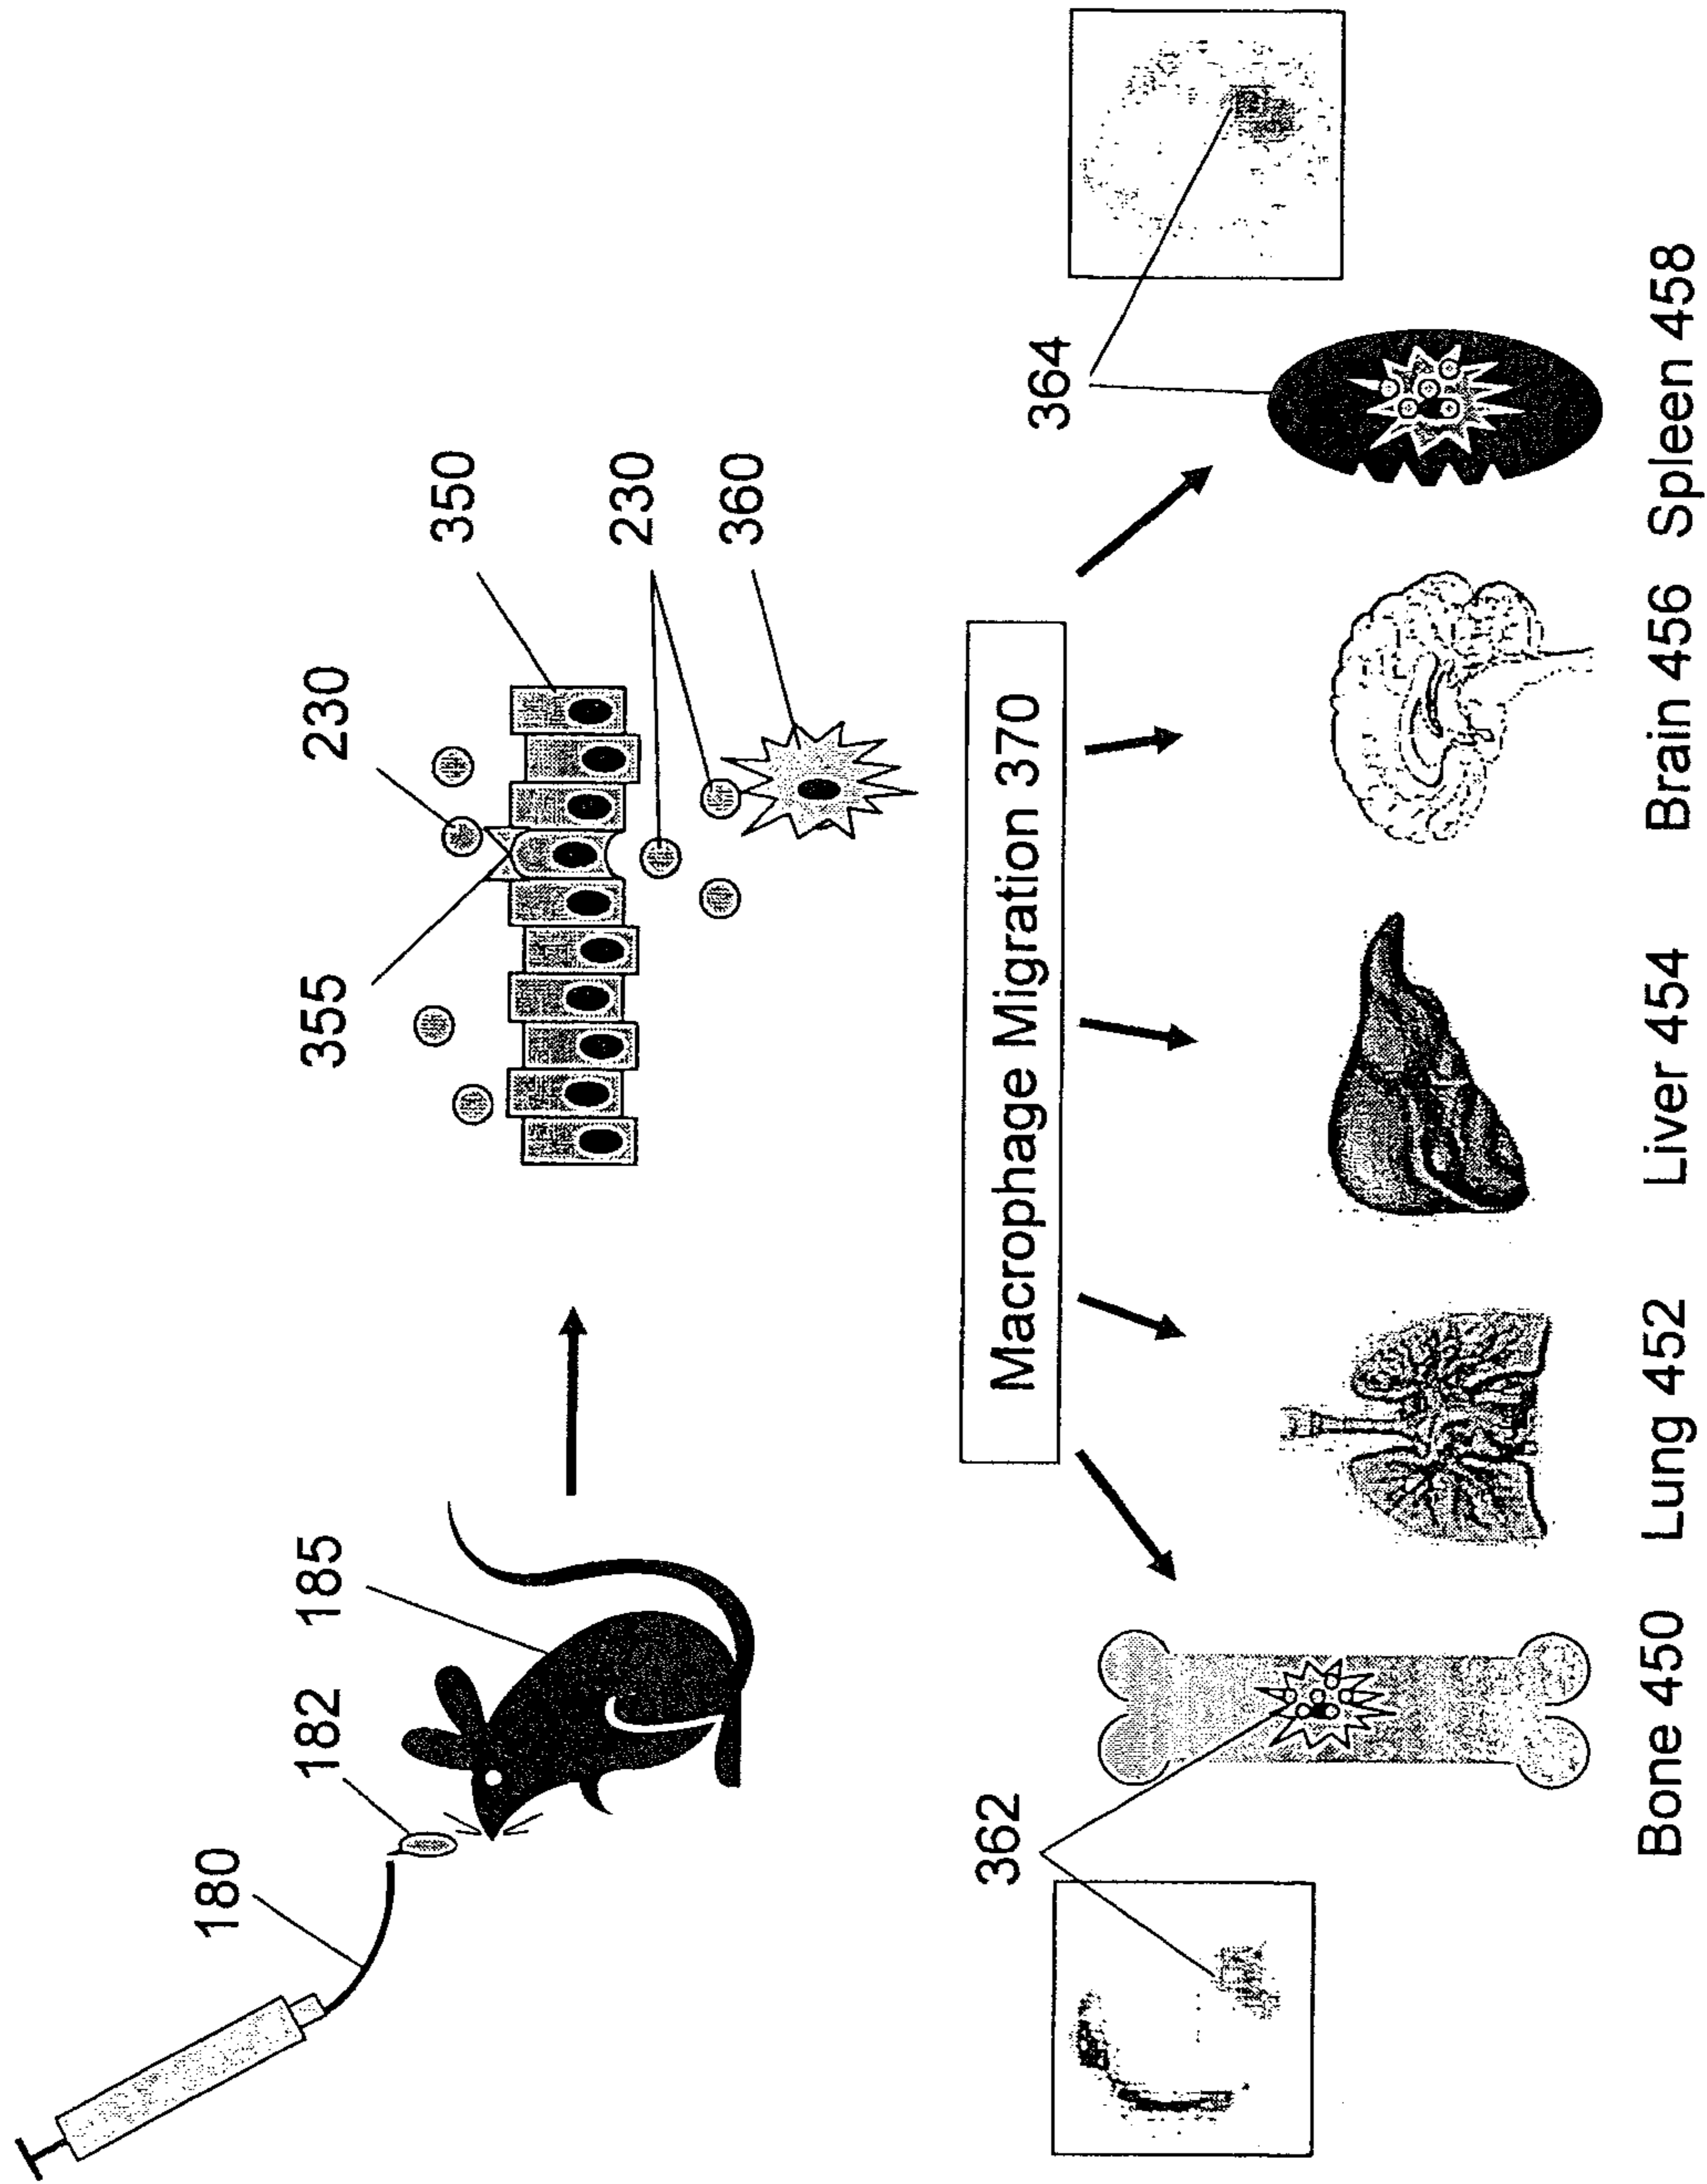 180
182
185
355
230
350
230
360
Macrophage Migration 370
362
364
Bone 450
Lung 452
Liver 454
Brain 456
Spleen 458